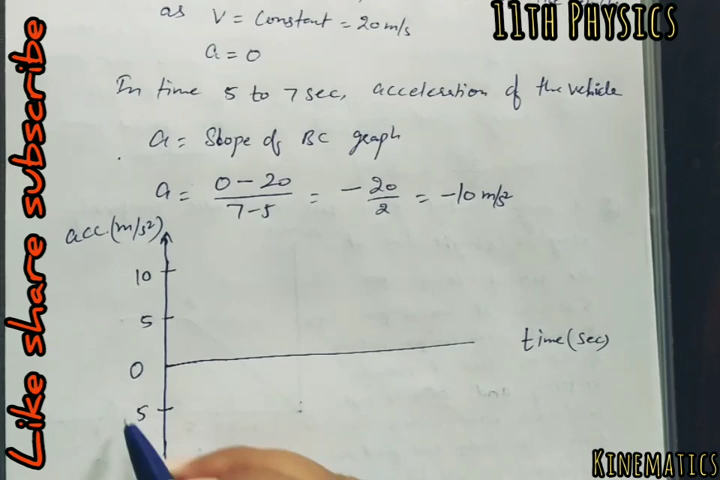 as V = Constant = 20 m/s
11th Physics
a = 0
In time 5 to 7 sec, acceleration of the vehicle
a = Slope of BC graph
a = 0 - 20 / 7 - 5 = - 20 / 2 = -10 m/s²
acc.(m/s²)
10
5
0
time (sec)
5
Like share subscribe
Kinematics